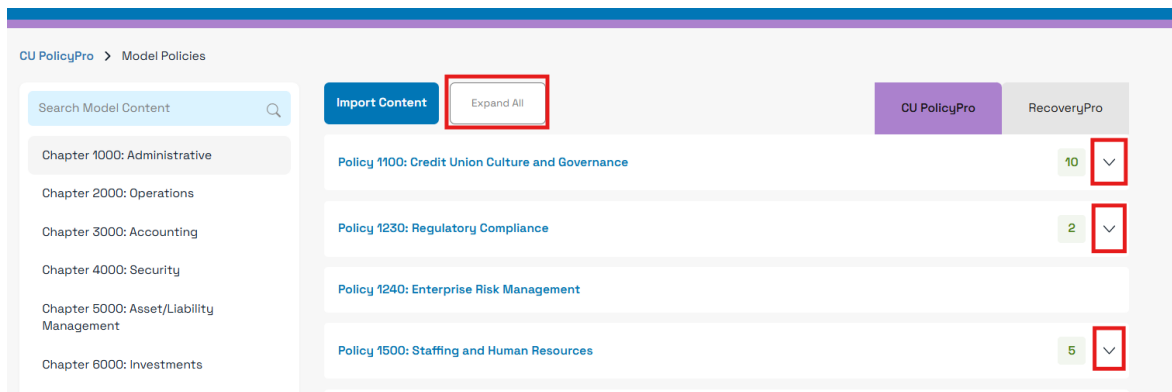 CU PolicyPro > Model Policies
Search Model Content
Import Content
Expand All
CU PolicyPro
RecoveryPro
Chapter 1000: Administrative
Chapter 2000: Operations
Chapter 3000: Accounting
Chapter 4000: Security
Chapter 5000: Asset/Liability
Management
Chapter 6000: Investments
Policy 1100: Credit Union Culture and Governance
10
Policy 1230: Regulatory Compliance
2
Policy 1240: Enterprise Risk Management
Policy 1500: Staffing and Human Resources
5